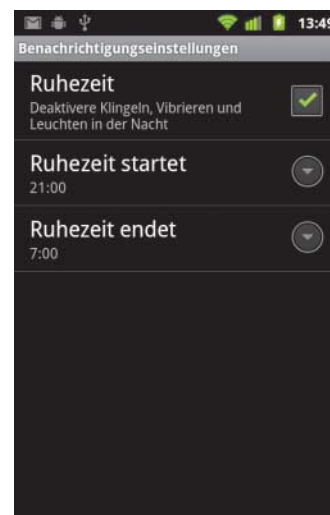 13:49
Benachrichtigungseinstellungen
Ruhezeit
Deaktivere Klingeln, Vibrieren und
Leuchten in der Nacht
Ruhezeit startet
21:00
Ruhezeit endet
7:00